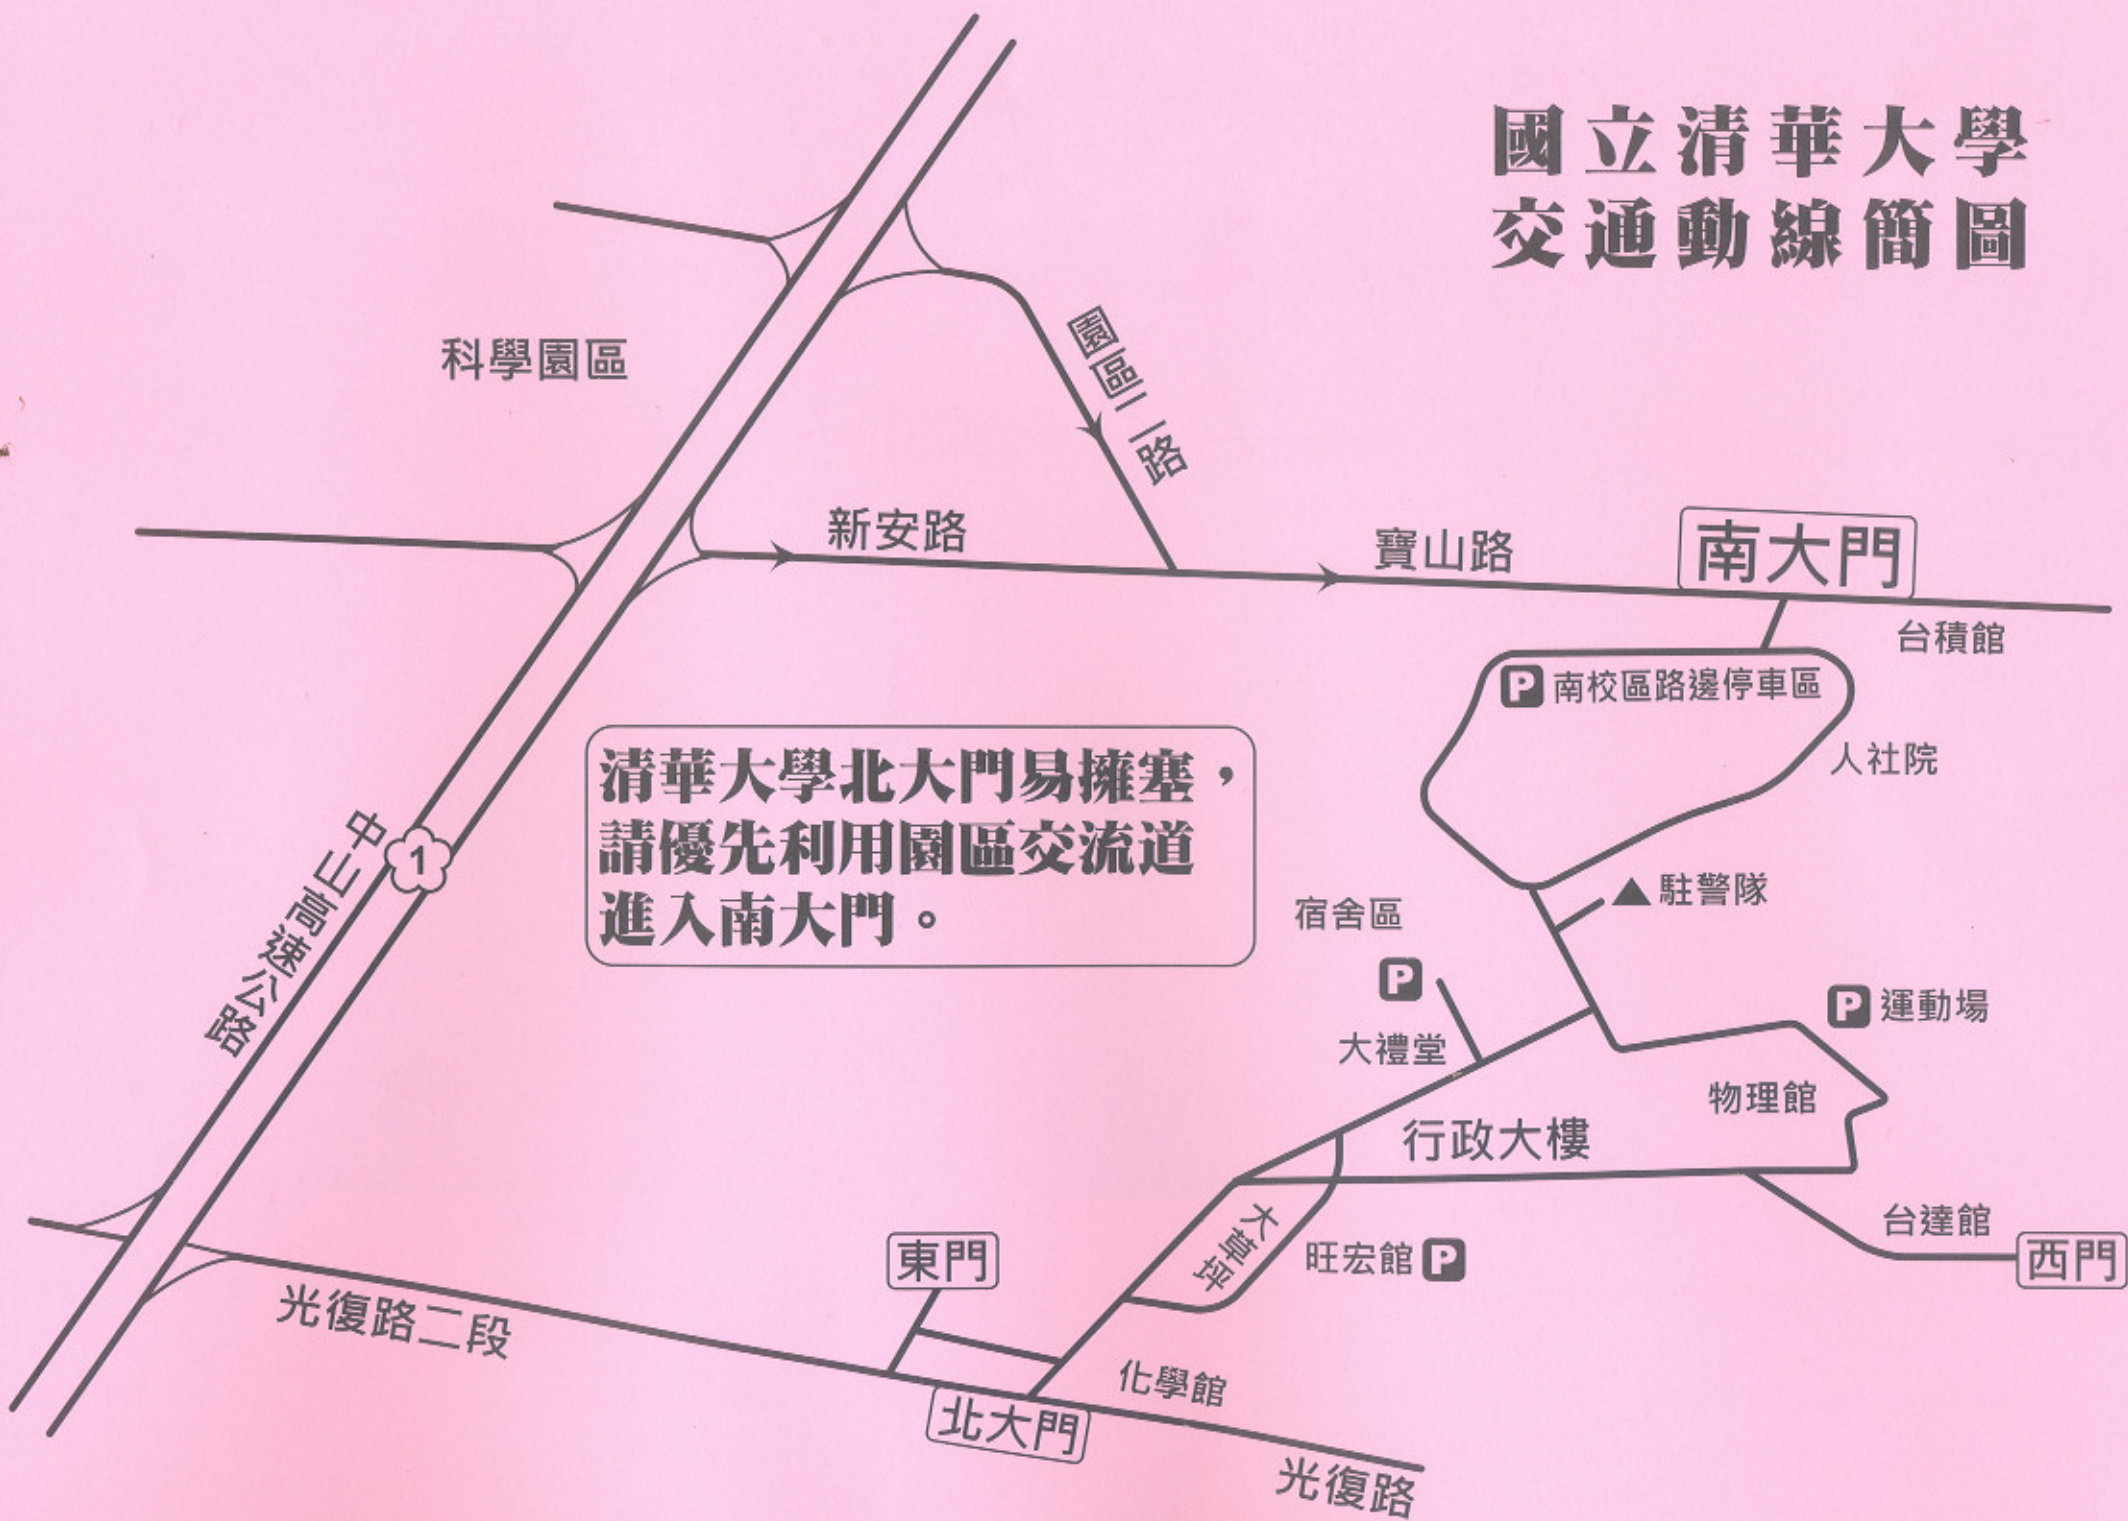 國立清華大學
交通動線簡圖
科學園區
園區二路
新安路
寶山路
南大門
台積館
P 南校區路邊停車區
人社院
清華大學北大門易擁塞，
請優先利用園區交流道
進入南大門。
中山高速公路
1
宿舍區
▲ 駐警隊
P
P 運動場
大禮堂
物理館
行政大樓
台達館
西門
大草坪
旺宏館 P
東門
光復路二段
化學館
北大門
光復路